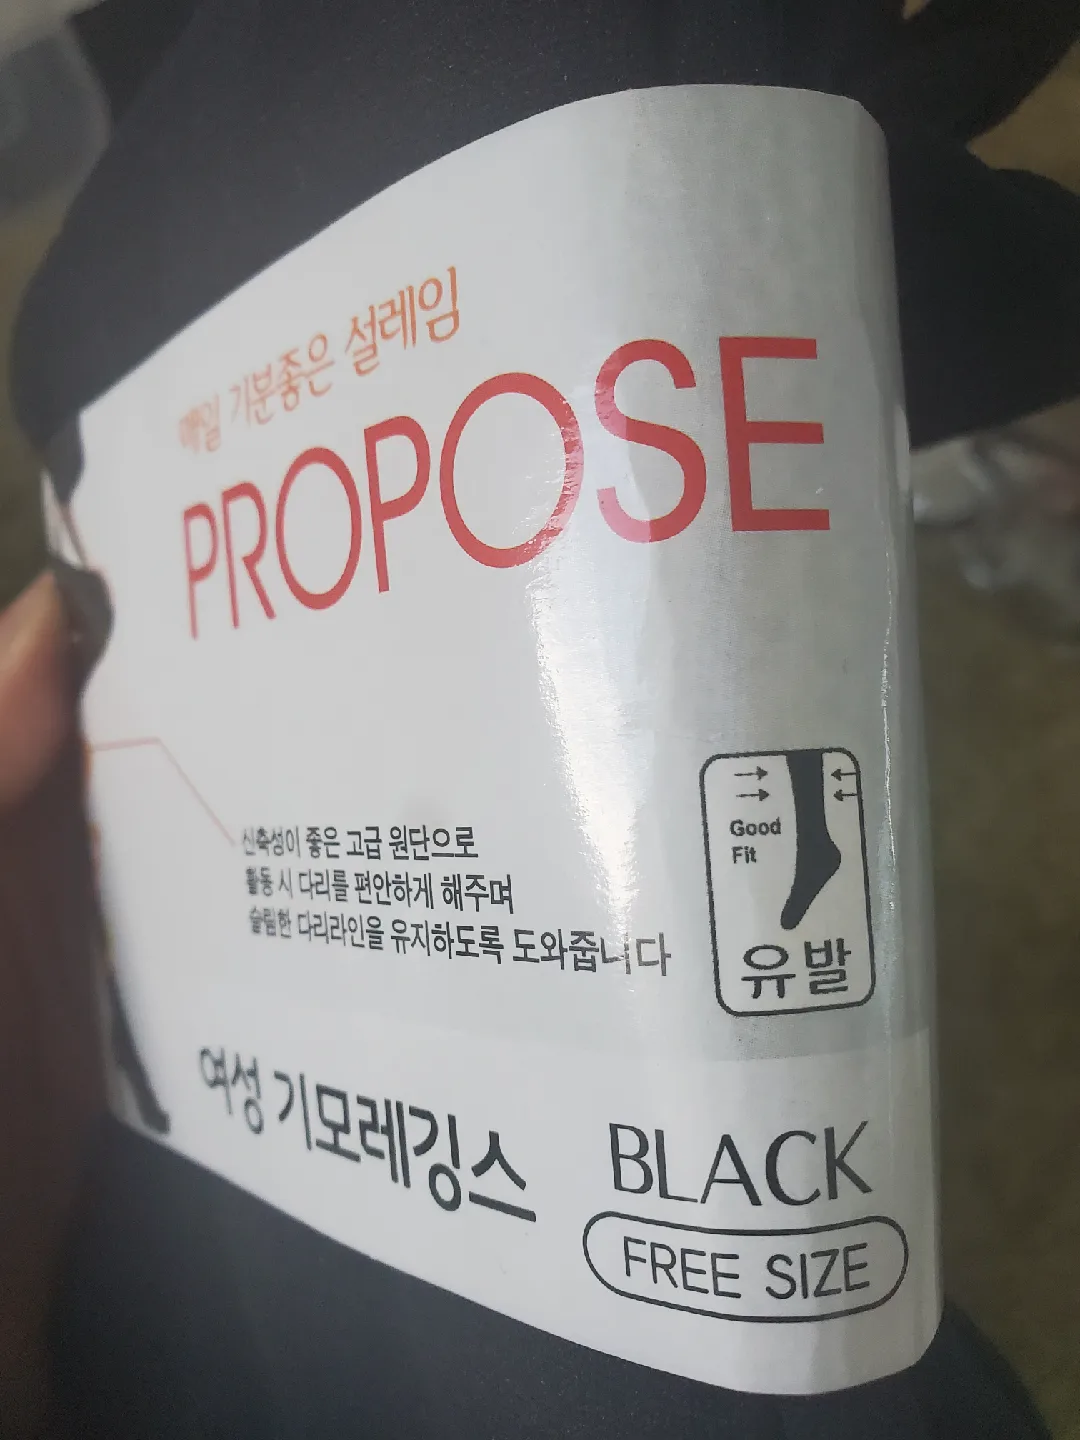 매일 기분좋은 설레임
PROPOSE
신축성이 좋은 고급 원단으로
활동 시 다리를 편안하게 해주며
슬림한 다리라인을 유지하도록 도와줍니다
Good
Fit
유발
여성 기모레깅스
BLACK
FREE SIZE